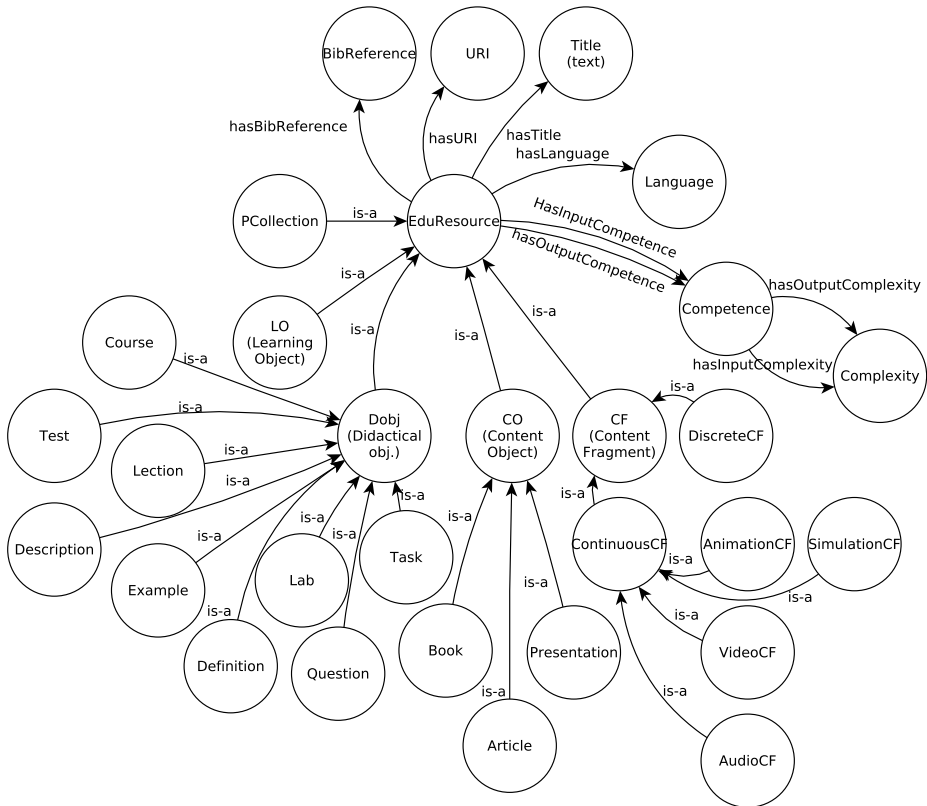 BibReference
URI
Title
(text)
hasBibReference
hasURI
hasTitle
hasLanguage
Language
PCollection
is-a
EduResource
HasInputCompetence
hasOutputCompetence
is-a
LO
(Learning
Object)
is-a
is-a
is-a
Competence
hasOutputComplexity
hasInputComplexity
Complexity
Course
is-a
Test
is-a
Lection
is-a
Dobj
(Didactical
obj.)
CO
(Content
Object)
CF
(Content
Fragment)
is-a
DiscreteCF
Description
is-a
Example
is-a
is-a
Lab
is-a
is-a
Task
is-a
is-a
is-a
ContinuousCF
is-a
AnimationCF
SimulationCF
is-a
Definition
is-a
Question
Book
is-a
Presentation
is-a
VideoCF
is-a
Article
is-a
AudioCF